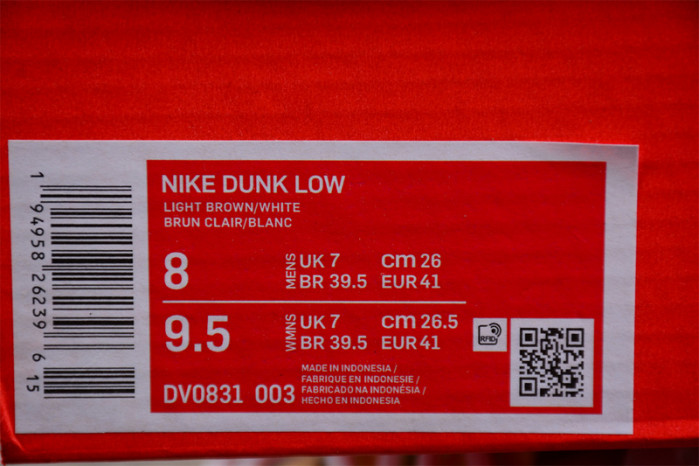 NIKE DUNK LOW
LIGHT BROWN/WHITE
BRUN CLAIR/BLANC
8 MENS UK 7 cm 26
BR 39.5 EUR 41
9.5 WMNS UK 7 cm 26.5
BR 39.5 EUR 41
RFID
DV0831 003
MADE IN INDONESIA /
FABRIQUE EN INDONESIE /
FABRICADO NA INDONÉSIA /
HECHO EN INDONESIA
1 94958 26239 6 15